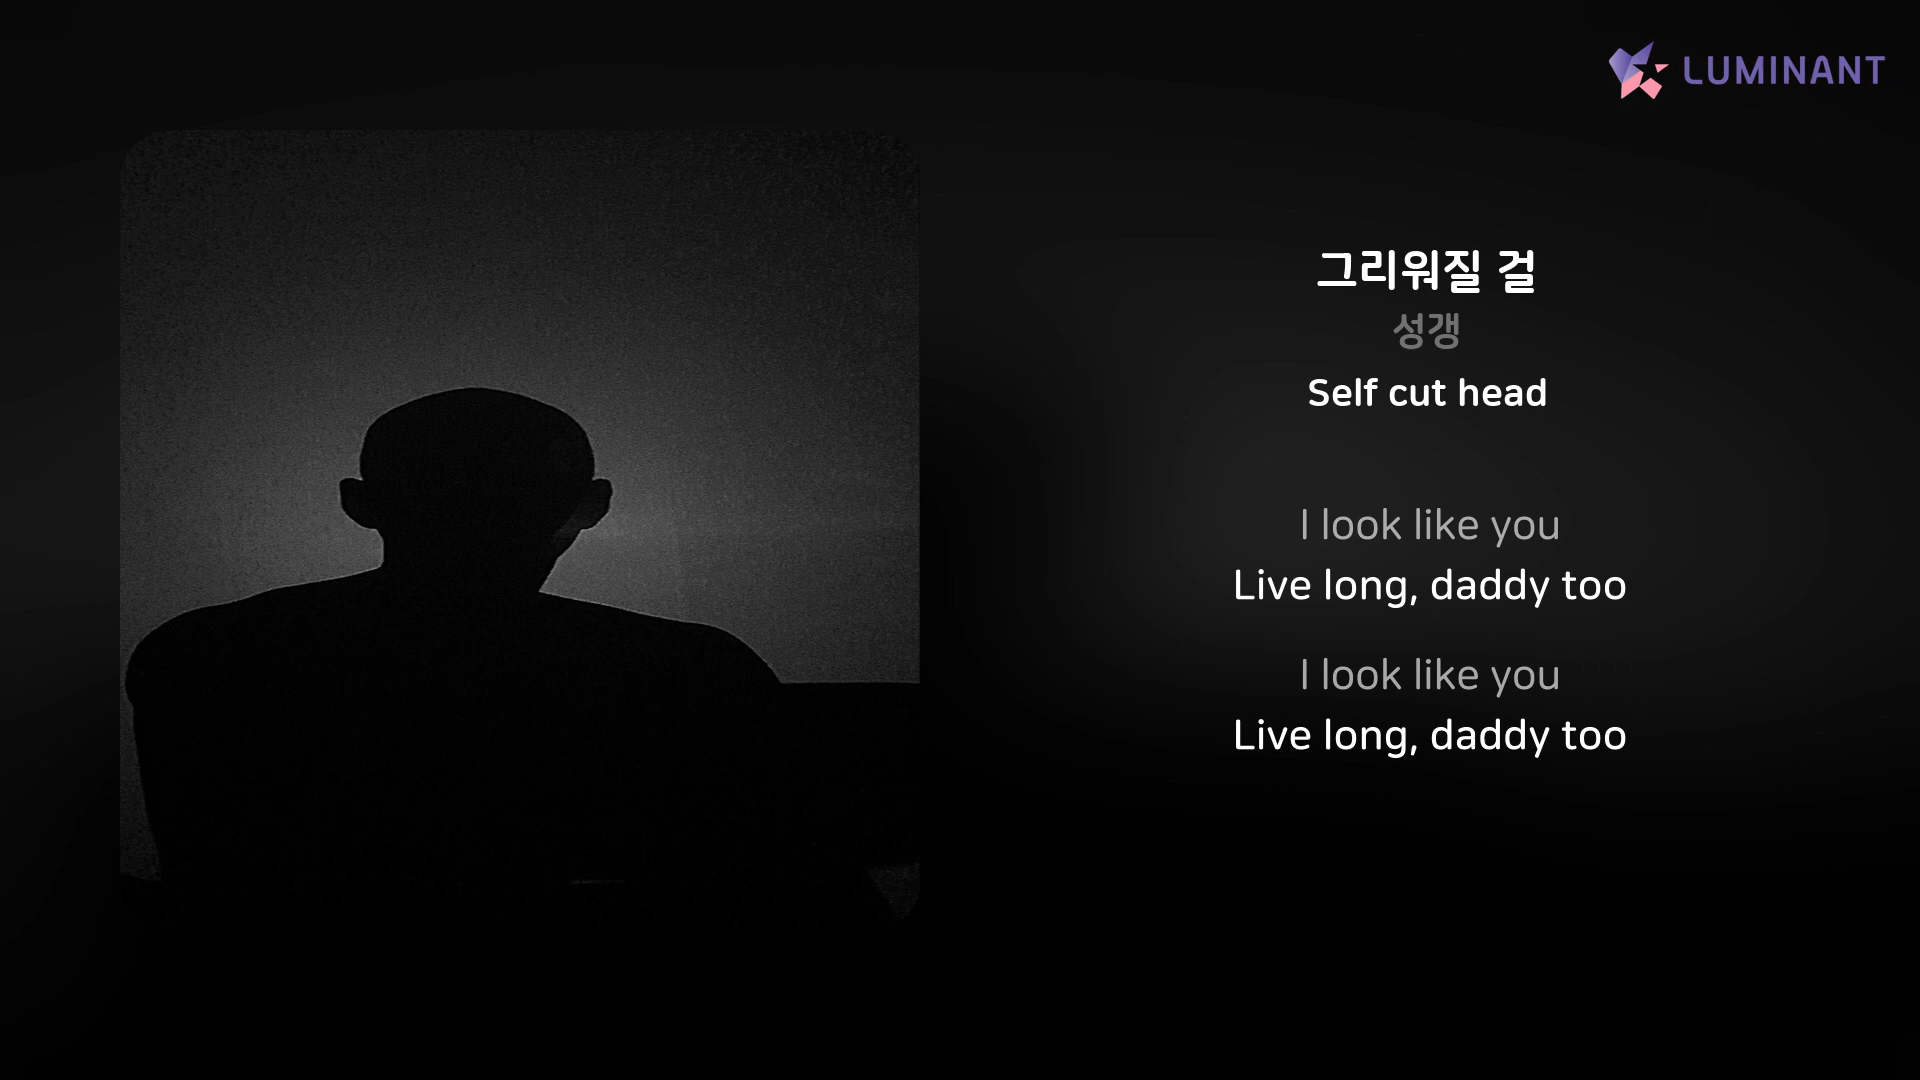 LUMINANT
그리워질 걸
성갱
Self cut head
I look like you
Live long, daddy too
I look like you
Live long, daddy too